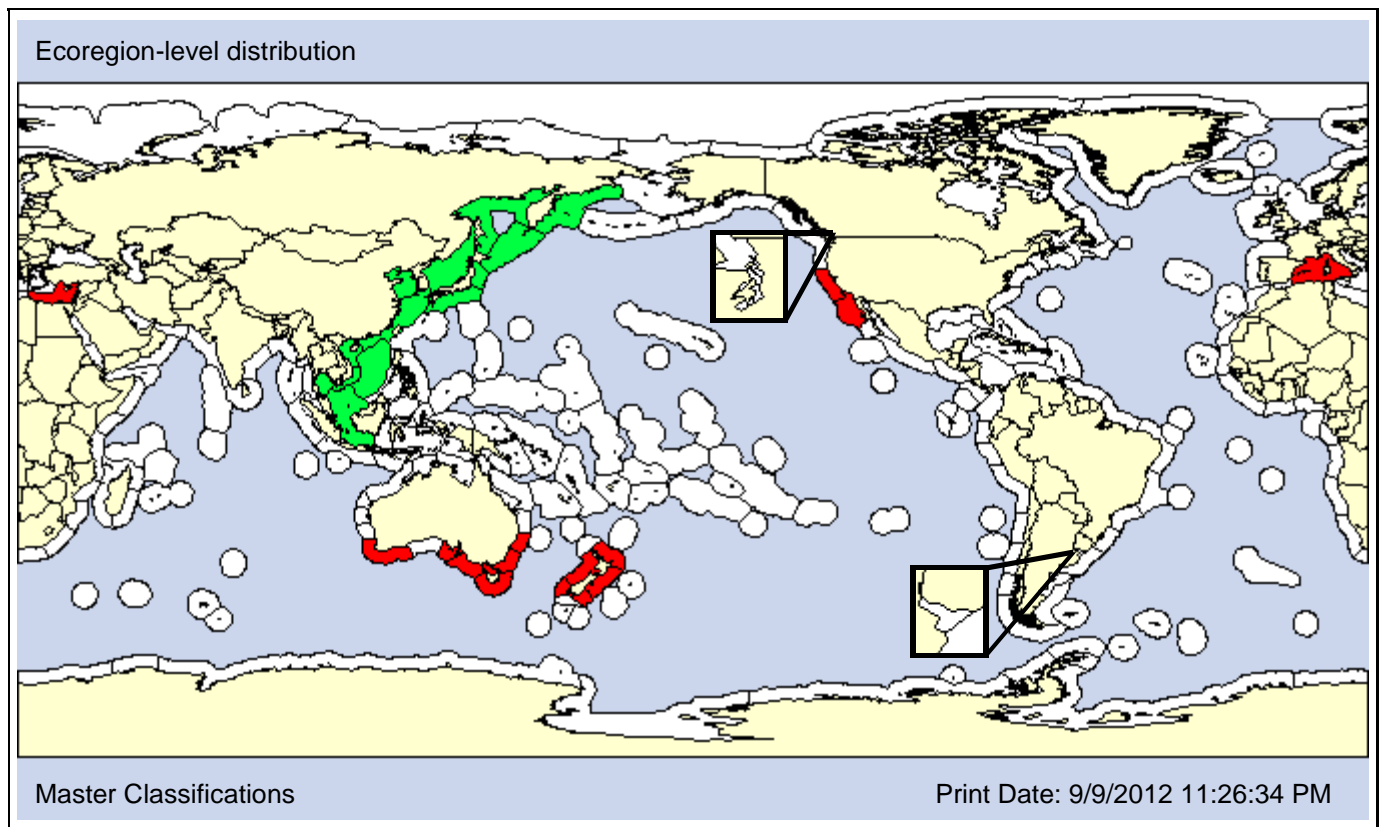 Ecoregion-level distribution
Master Classifications
Print Date: 9/9/2012 11:26:34 PM